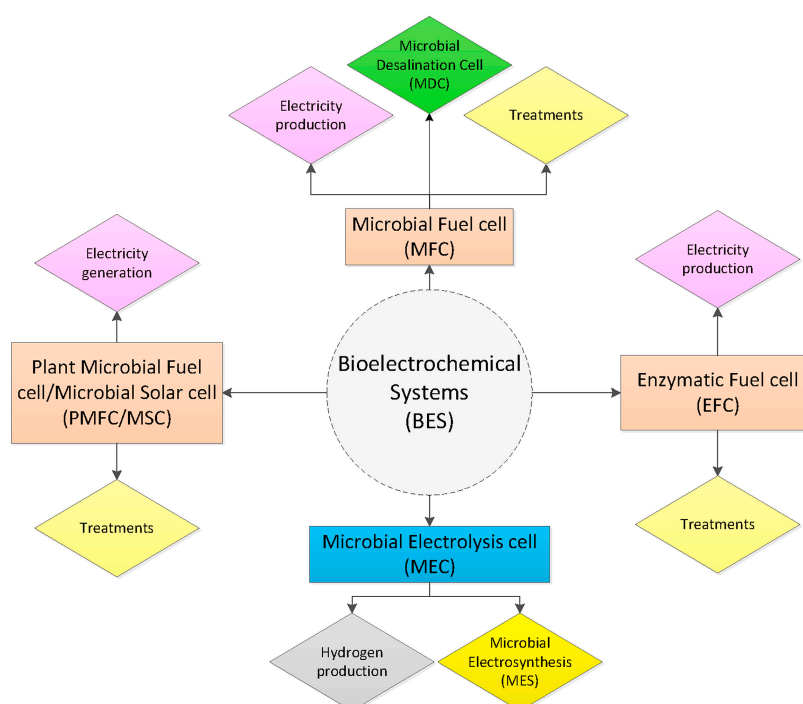 Microbial
Desalination Cell
(MDC)
Electricity
production
Treatments
Microbial Fuel cell
(MFC)
Electricity
generation
Electricity
production
Plant Microbial Fuel
cell/Microbial Solar cell
(PMFC/MSC)
Bioelectrochemical
Systems
(BES)
Enzymatic Fuel cell
(EFC)
Treatments
Treatments
Microbial Electrolysis cell
(MEC)
Hydrogen
production
Microbial
Electrosynthesis
(MES)